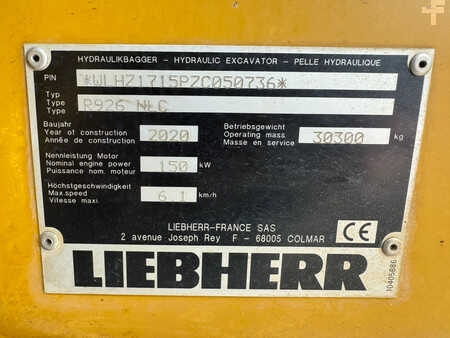 HYDRAULIKBAGGER - HYDRAULIC EXCAVATOR - PELLE HYDRAULIQUE
PIN *WLHZ1715PZC050736*
Typ
Type R926 NLC
Type
Baujahr
Year of construction 2020
Année de construction
Betriebsgewicht
Operating mass 30300 kg
Masse en service
Nennleistung Motor
Nominal engine power 150 kW
Puissance nom. moteur
Höchstgeschwindigkeit
Max.speed 6.1 km/h
Vitesse maxi
LIEBHERR-FRANCE SAS
2 avenue Joseph Rey F - 68005 COLMAR
CE
LIEBHERR
10405886